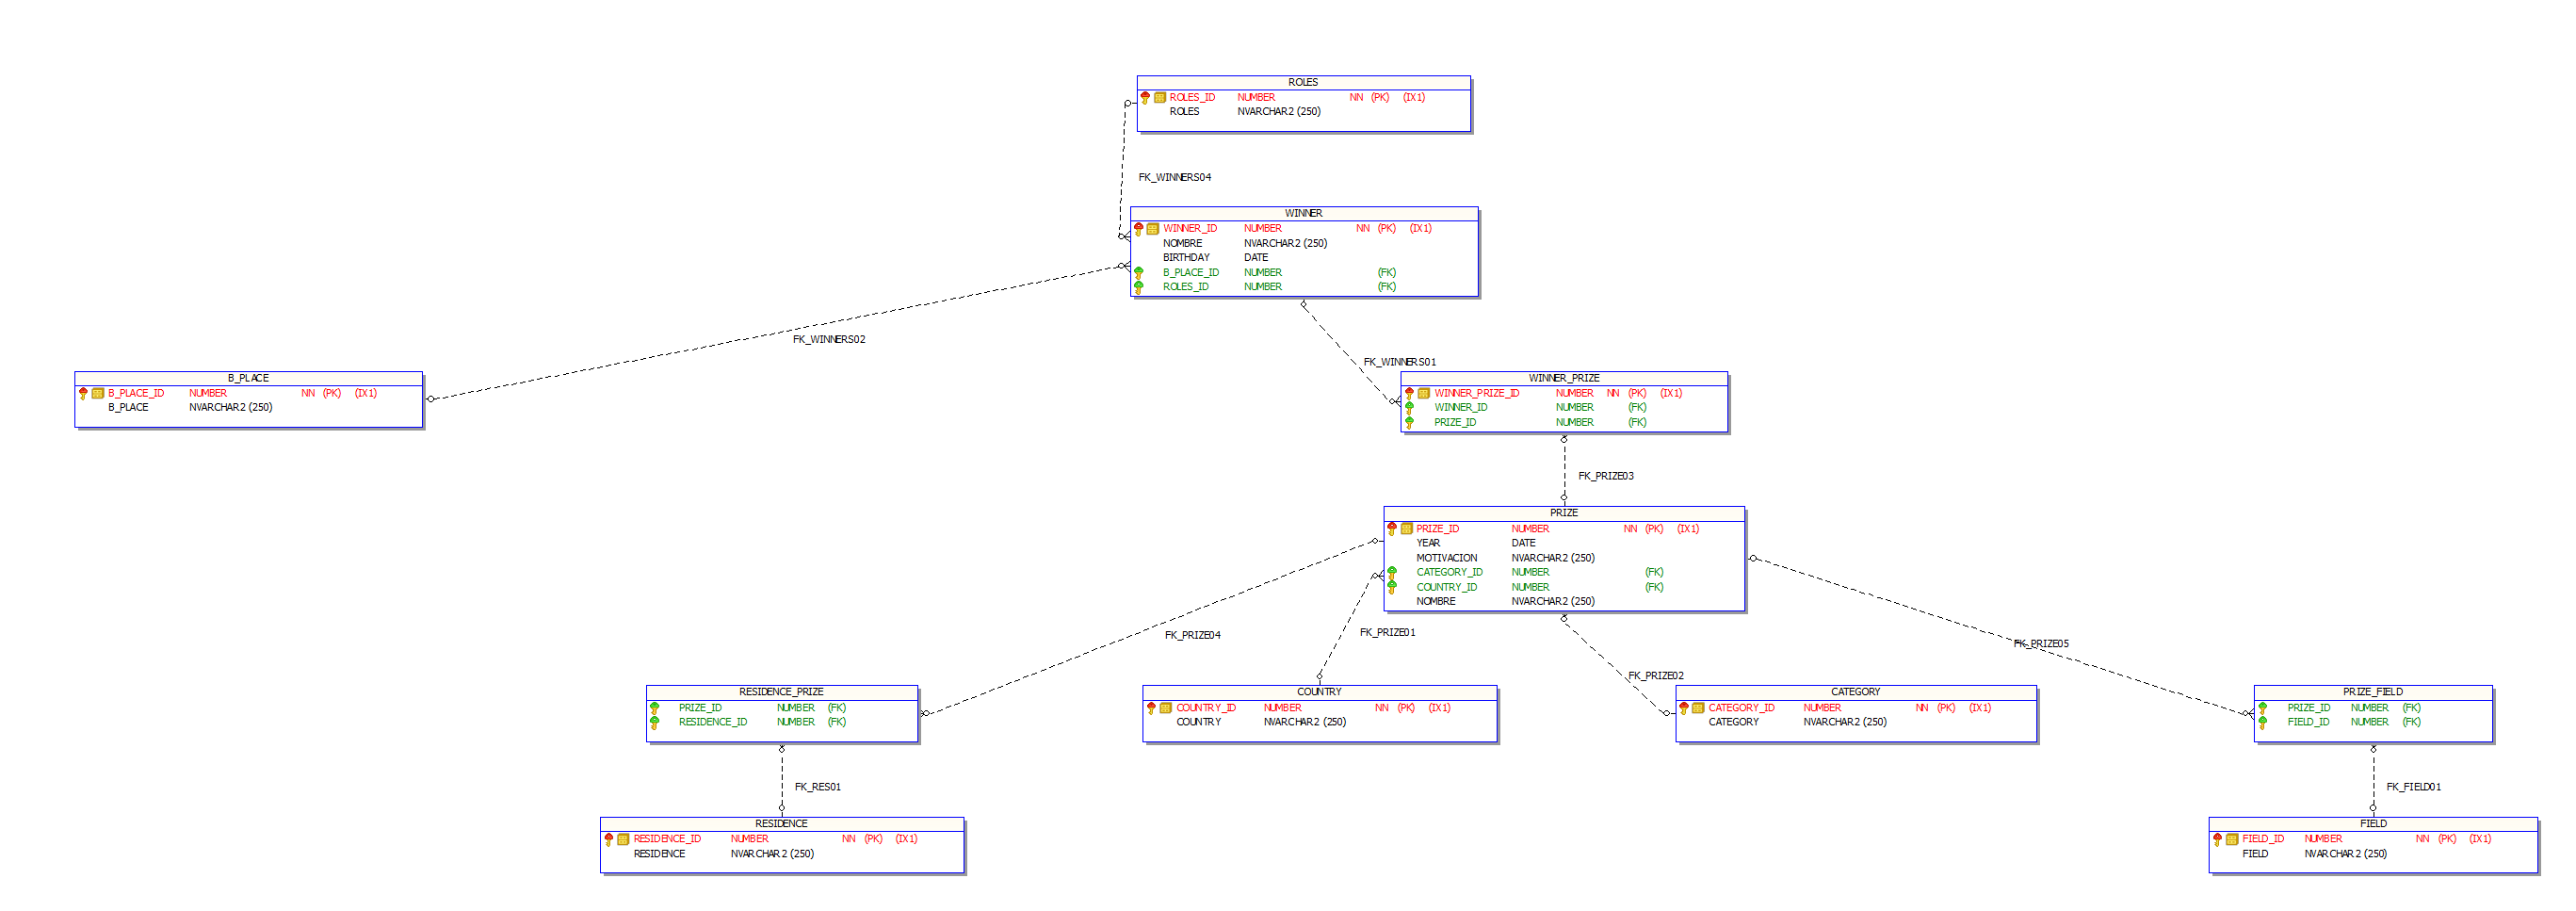 ROLES
ROLES_ID NUMBER NN (PK) (IX1)
ROLES NVARCHAR2 (250)
FK_WINNERS04
WINNER
WINNER_ID NUMBER NN (PK) (IX1)
NOMBRE NVARCHAR2 (250)
BIRTHDAY DATE
B_PLACE_ID NUMBER (FK)
ROLES_ID NUMBER (FK)
FK_WINNERS02
FK_WINNERS01
B_PLACE
B_PLACE_ID NUMBER NN (PK) (IX1)
B_PLACE NVARCHAR2 (250)
WINNER_PRIZE
WINNER_PRIZE_ID NUMBER NN (PK) (IX1)
WINNER_ID NUMBER (FK)
PRIZE_ID NUMBER (FK)
FK_PRIZE03
PRIZE
PRIZE_ID NUMBER NN (PK) (IX1)
YEAR DATE
MOTIVACION NVARCHAR2 (250)
CATEGORY_ID NUMBER (FK)
COUNTRY_ID NUMBER (FK)
NOMBRE NVARCHAR2 (250)
FK_PRIZE04
FK_PRIZE01
FK_PRIZE02
FK_PRIZE05
RESIDENCE_PRIZE
PRIZE_ID NUMBER (FK)
RESIDENCE_ID NUMBER (FK)
COUNTRY
COUNTRY_ID NUMBER NN (PK) (IX1)
COUNTRY NVARCHAR2 (250)
CATEGORY
CATEGORY_ID NUMBER NN (PK) (IX1)
CATEGORY NVARCHAR2 (250)
PRIZE_FIELD
PRIZE_ID NUMBER (FK)
FIELD_ID NUMBER (FK)
FK_RES01
FK_FIELD01
RESIDENCE
RESIDENCE_ID NUMBER NN (PK) (IX1)
RESIDENCE NVARCHAR2 (250)
FIELD
FIELD_ID NUMBER NN (PK) (IX1)
FIELD NVARCHAR2 (250)